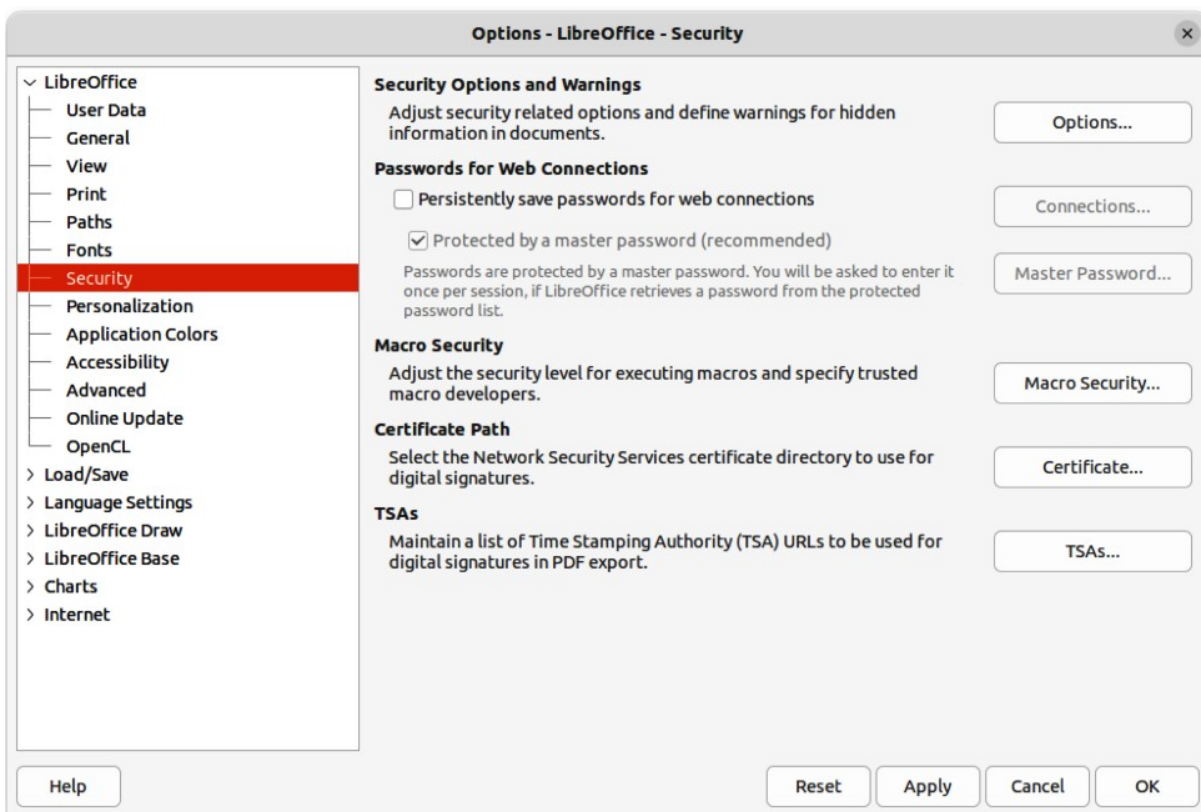 Options - LibreOffice - Security
LibreOffice
User Data
General
View
Print
Paths
Fonts
Security
Personalization
Application Colors
Accessibility
Advanced
Online Update
OpenCL
Load/Save
Language Settings
LibreOffice Draw
LibreOffice Base
Charts
Internet
Security Options and Warnings
Adjust security related options and define warnings for hidden
information in documents.
Options...
Passwords for Web Connections
Persistently save passwords for web connections
Connections...
Protected by a master password (recommended)
Passwords are protected by a master password. You will be asked to enter it
once per session, if LibreOffice retrieves a password from the protected
password list.
Master Password...
Macro Security
Adjust the security level for executing macros and specify trusted
macro developers.
Macro Security...
Certificate Path
Select the Network Security Services certificate directory to use for
digital signatures.
Certificate...
TSAs
Maintain a list of Time Stamping Authority (TSA) URLs to be used for
digital signatures in PDF export.
TSAs...
Help
Reset
Apply
Cancel
OK